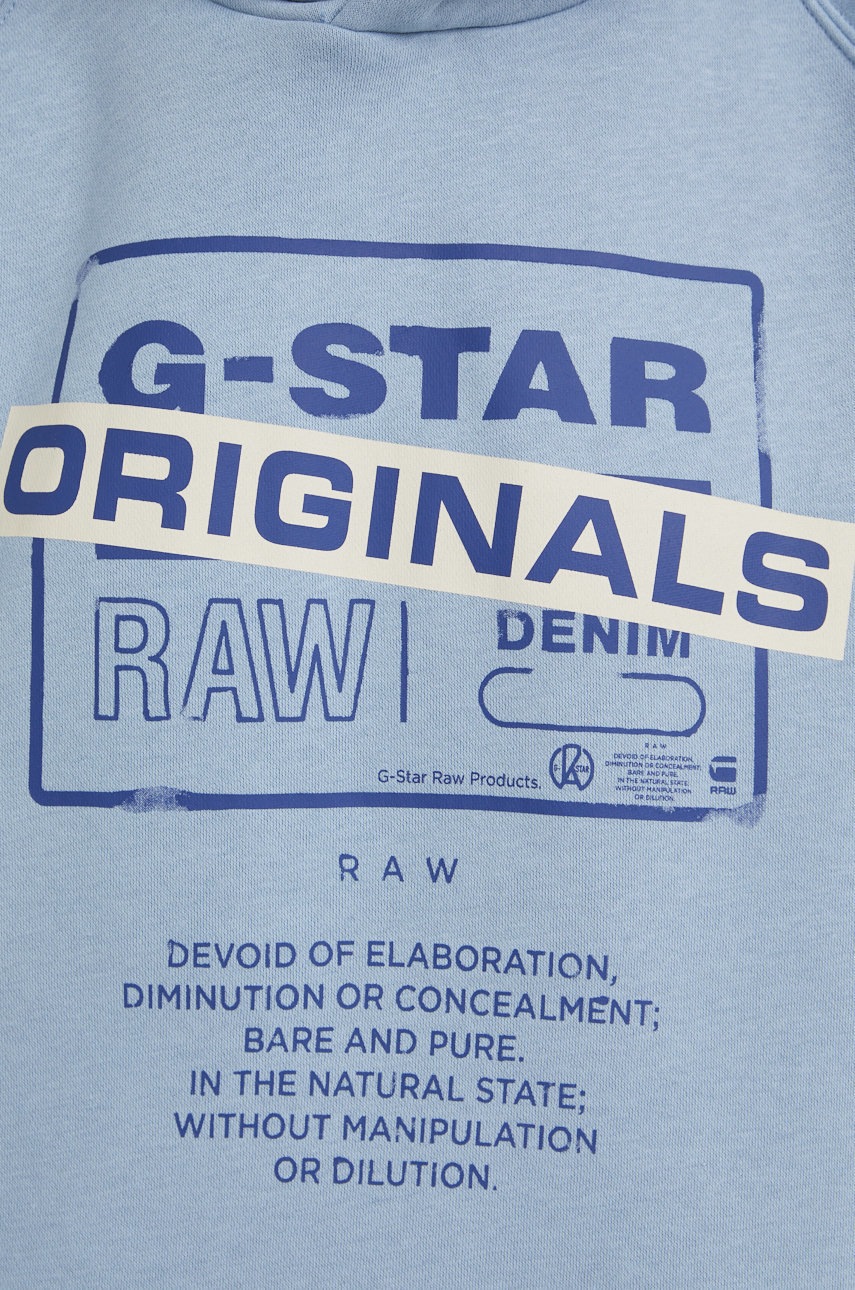 G-STAR
ORIGINALS
RAW
DENIM
G-Star Raw Products.
G- STAR
RAW
DEVOID OF ELABORATION,
DIMINUTION OR CONCEALMENT;
BARE AND PURE.
IN THE NATURAL STATE;
WITHOUT MANIPULATION
OR DILUTION.
RAW
RAW
DEVOID OF ELABORATION,
DIMINUTION OR CONCEALMENT;
BARE AND PURE.
IN THE NATURAL STATE;
WITHOUT MANIPULATION
OR DILUTION.